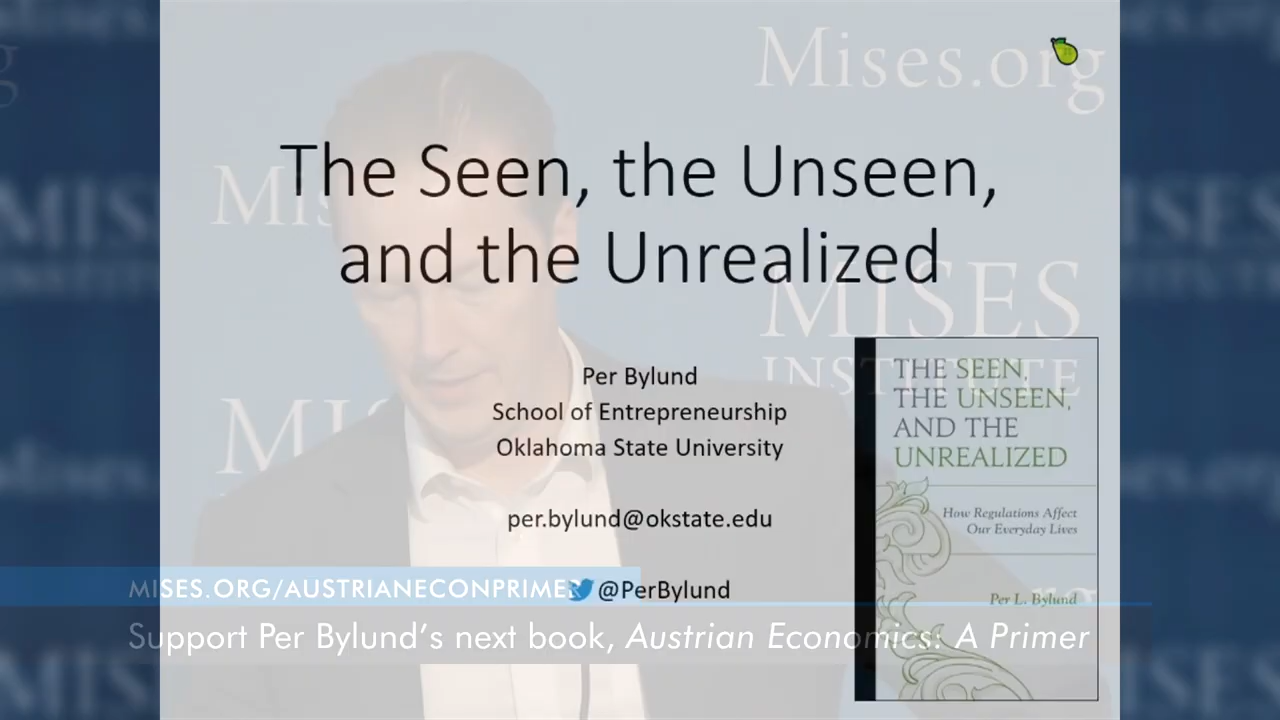 Mises.org
The Seen, the Unseen,
and the Unrealized
MISES
INSTITUTE
Per Bylund
School of Entrepreneurship
Oklahoma State University
per.bylund@okstate.edu
@PerBylund
THE SEEN,
THE UNSEEN,
AND THE
UNREALIZED
How Regulations Affect
Our Everyday Lives
Per L. Bylund
MISES.ORG/AUSTRIANECONPRIMER
Support Per Bylund’s next book, Austrian Economics: A Primer